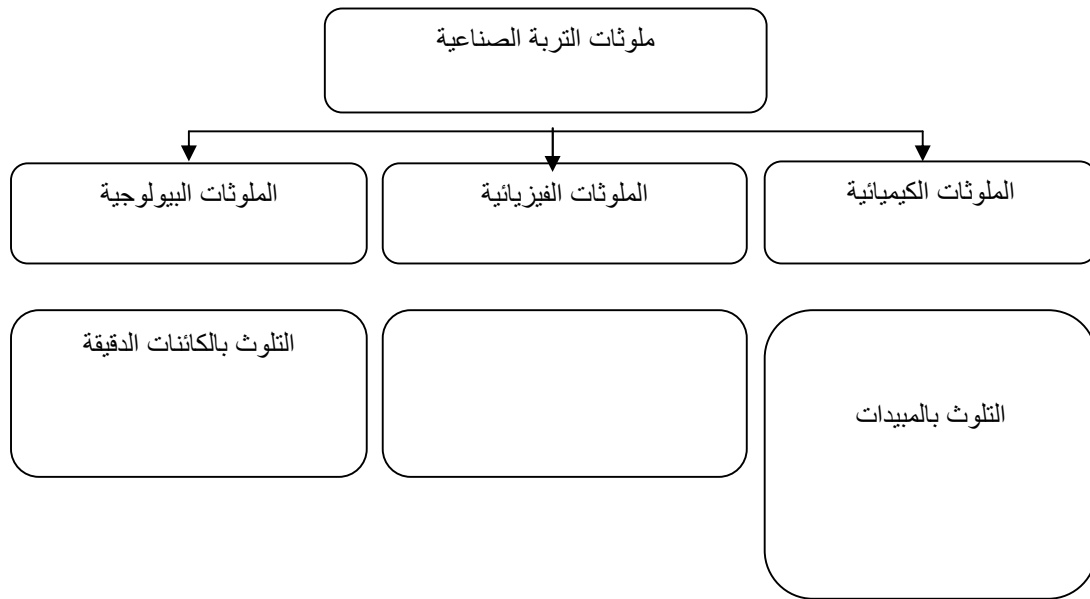 ملوثات التربة الصناعية
الملوثات الكيميائية
الملوثات الفيزيائية
الملوثات البيولوجية
التلوث بالمبيدات
التلوث بالكائنات الدقيقة